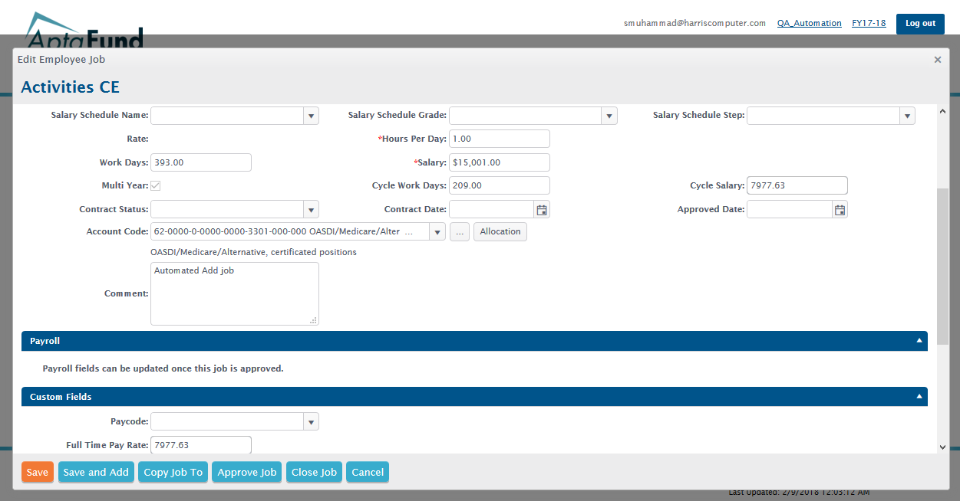 smuhammad@harriscomputer.com QA_Automation FY17-18 Log out
AptaFund
Edit Employee Job ×
Activities CE
Salary Schedule Name: Salary Schedule Grade: Salary Schedule Step:
Rate: *Hours Per Day: 1.00
Work Days: 393.00 *Salary: $15,001.00
Multi Year: Cycle Work Days: 209.00 Cycle Salary: 7977.63
Contract Status: Contract Date: Approved Date:
Account Code: 62-0000-0-0000-0000-3301-000-000 OASDI/Medicare/Alter ... ... Allocation
OASDI/Medicare/Alternative, certificated positions
Automated Add job
Comment:
Payroll
Payroll fields can be updated once this job is approved.
Custom Fields
Paycode:
Full Time Pay Rate: 7977.63
Save Save and Add Copy Job To Approve Job Close Job Cancel
Last Updated: 2/9/2018 12:03:12 AM